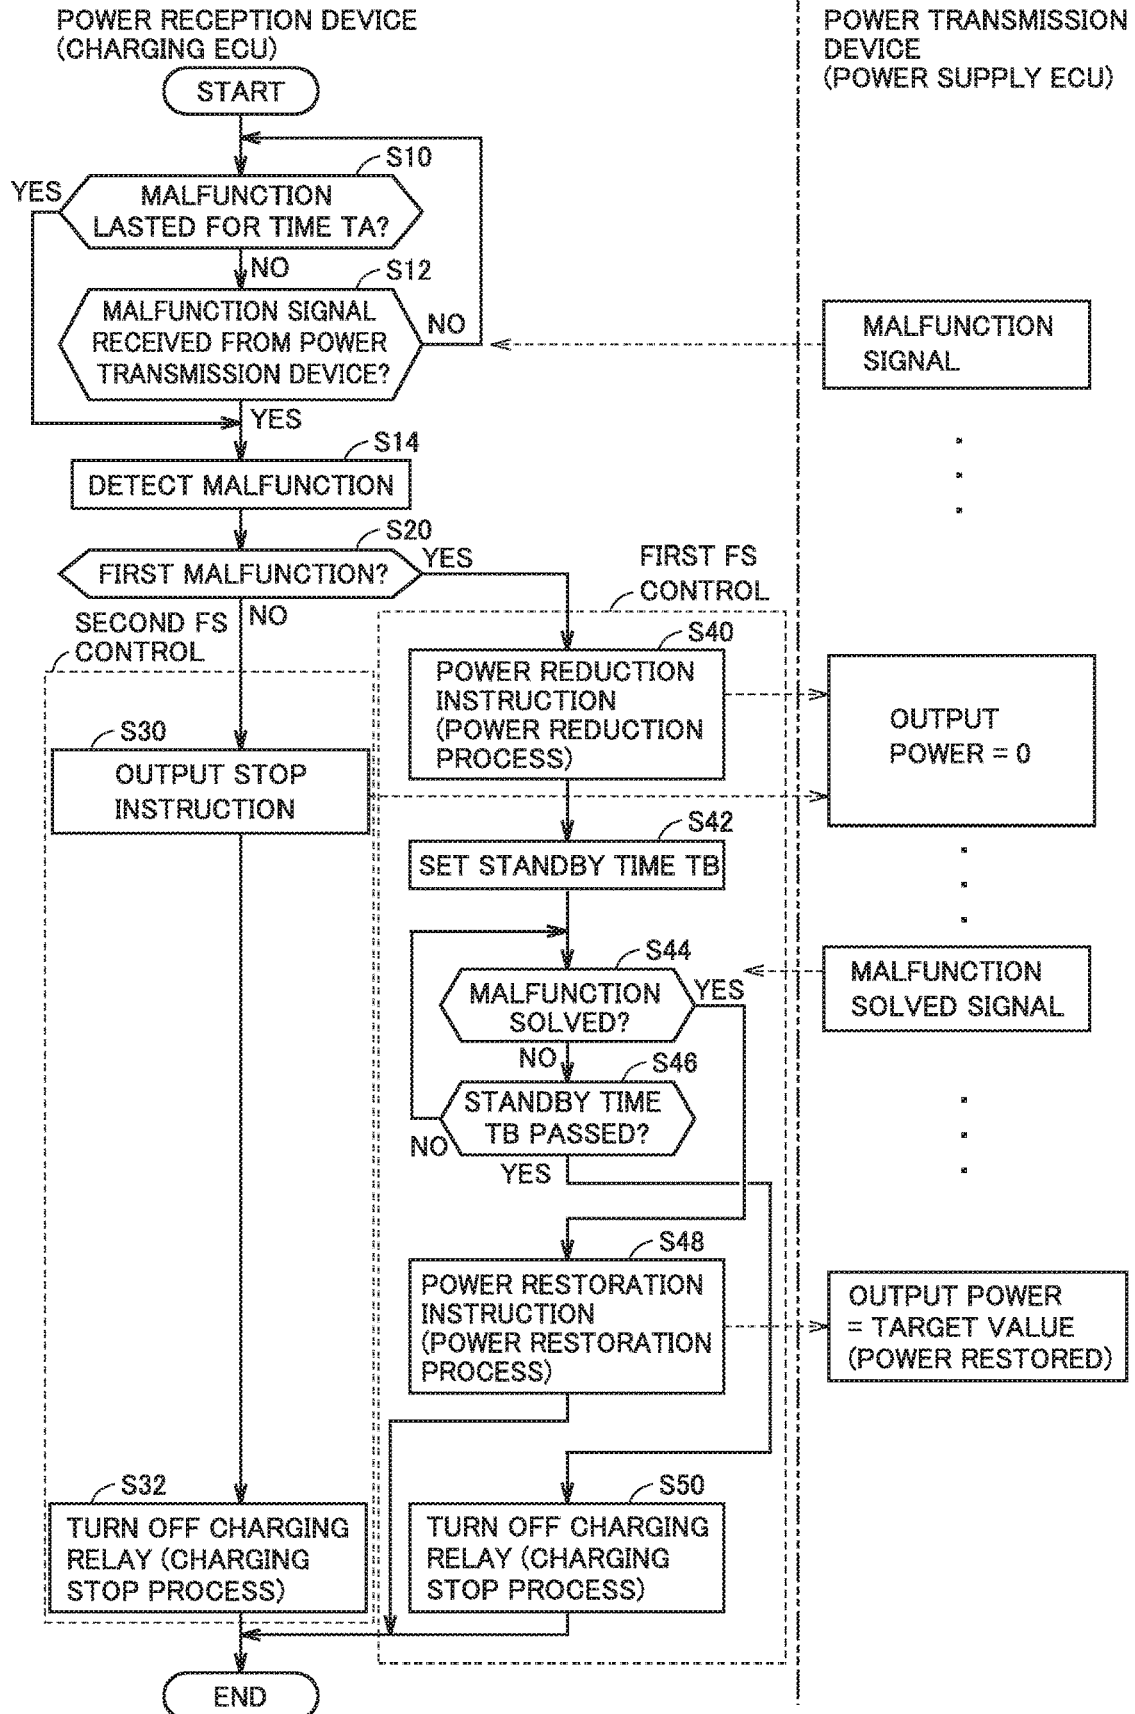 POWER RECEPTION DEVICE
(CHARGING ECU)
POWER TRANSMISSION
DEVICE
(POWER SUPPLY ECU)
START
S10
YES
MALFUNCTION
LASTED FOR TIME TA?
NO
S12
MALFUNCTION SIGNAL
RECEIVED FROM POWER
TRANSMISSION DEVICE?
NO
MALFUNCTION
SIGNAL
YES
S14
DETECT MALFUNCTION
S20
FIRST MALFUNCTION?
YES
NO
FIRST FS
CONTROL
SECOND FS
CONTROL
S40
POWER REDUCTION
INSTRUCTION
(POWER REDUCTION
PROCESS)
OUTPUT
POWER = 0
S30
OUTPUT STOP
INSTRUCTION
S42
SET STANDBY TIME TB
S44
MALFUNCTION
SOLVED?
YES
MALFUNCTION
SOLVED SIGNAL
NO
S46
STANDBY TIME
TB PASSED?
NO
YES
S48
POWER RESTORATION
INSTRUCTION
(POWER RESTORATION
PROCESS)
OUTPUT POWER
= TARGET VALUE
(POWER RESTORED)
S32
TURN OFF CHARGING
RELAY (CHARGING
STOP PROCESS)
S50
TURN OFF CHARGING
RELAY (CHARGING
STOP PROCESS)
END